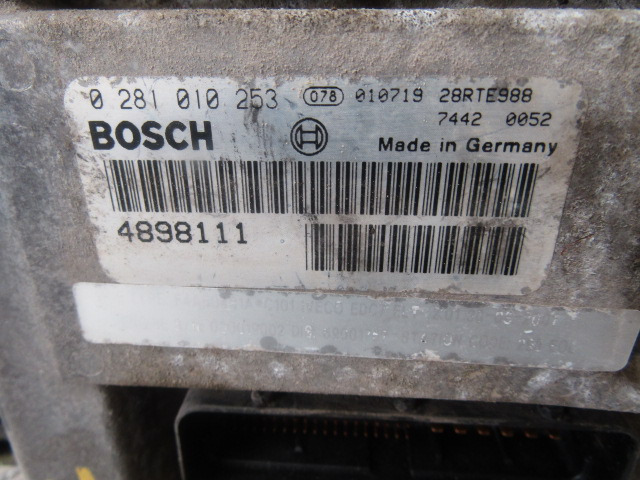 0 281 010 253 078 010719 28RTE988
7442 0052
BOSCH Made in Germany
4898111